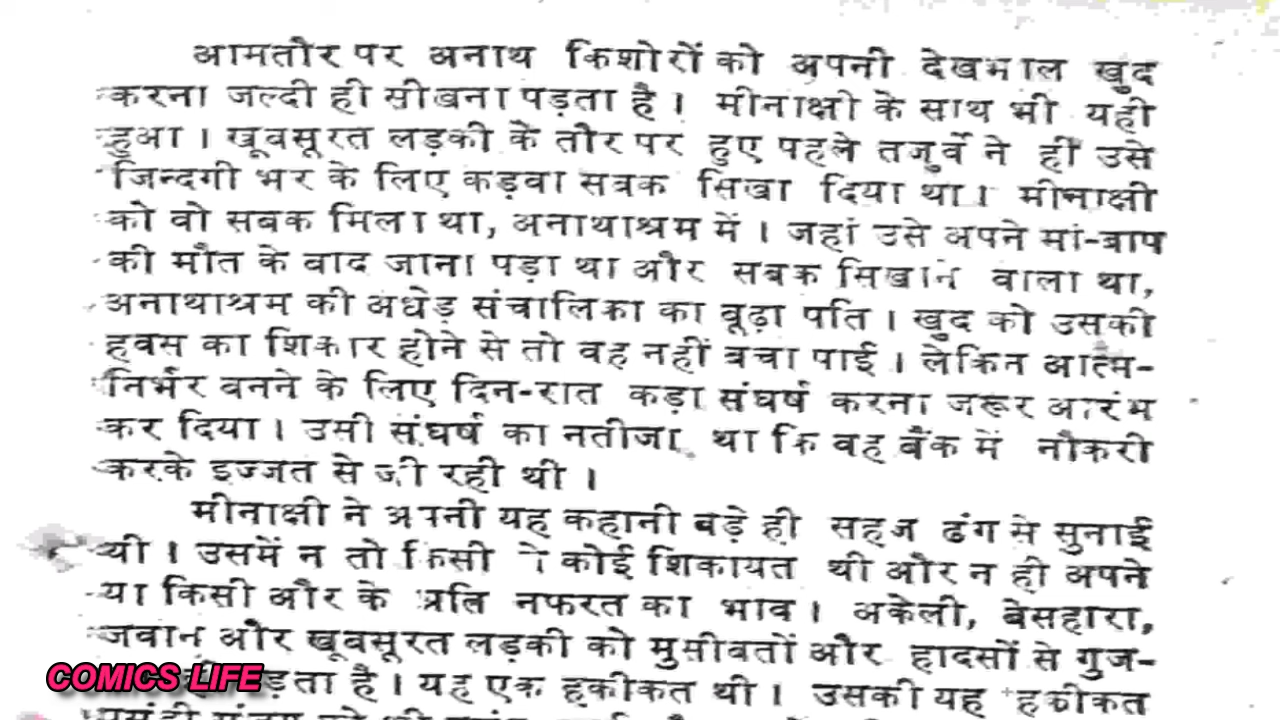 आमतौर पर अनाथ किशोरों को अपनी देखभाल खुद
करना जल्दी ही सीखना पड़ता है। मीनाक्षी के साथ भी यही
हुआ। खूबसूरत लड़की के तौर पर हुए पहले तजुर्वे ने ही उसे
जिन्दगी भर के लिए कड़वा सबक सिखा दिया था। मीनाक्षी
को वो सबक मिला था, अनाथाश्रम में। जहां उसे अपने मां-बाप
की मौत के बाद जाना पड़ा था और सबक सिखाने वाला था,
अनाथाश्रम की अधेड़ संचालिका का बूढ़ा पति। खुद को उसकी
हवस का शिकार होने से तो वह नहीं बचा पाई। लेकिन आत्म-
निर्भर बनने के लिए दिन-रात कड़ा संघर्ष करना जरूर आरंभ
कर दिया। उसी संघर्ष का नतीजा था कि वह बैंक में नौकरी
करके इज्जत से जी रही थी।
मीनाक्षी ने अपनी यह कहानी बड़े ही सहज ढंग से सुनाई
थी। उसमें न तो किसी से कोई शिकायत थी और न ही अपने
या किसी और के प्रति नफरत का भाव। अकेली, बेसहारा,
जवान और खूबसूरत लड़की को मुसीबतों और हादसों से गुज-
है। यह एक हकीकत थी। उसकी यह हकीकत
COMICS LIFE